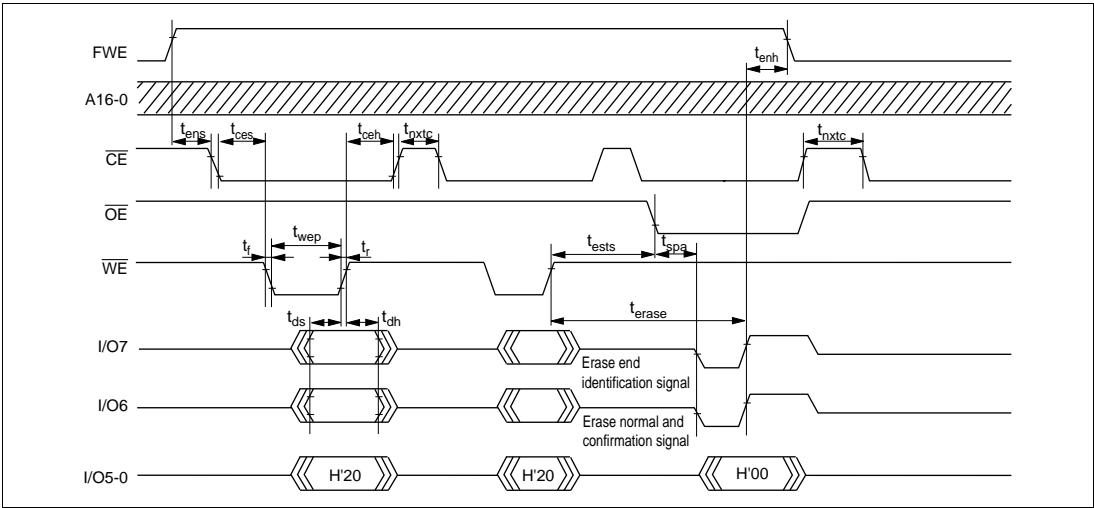 FWE
t_enh
A16-0
t_ens t_ces t_ceh t_nxtc t_nxtc
CE
OE
t_wep t_ests t_spa
t_f t_r
WE
t_erase
t_ds t_dh
I/O7
Erase end
identification signal
I/O6
Erase normal and
confirmation signal
I/O5-0 H'20 H'20 H'00